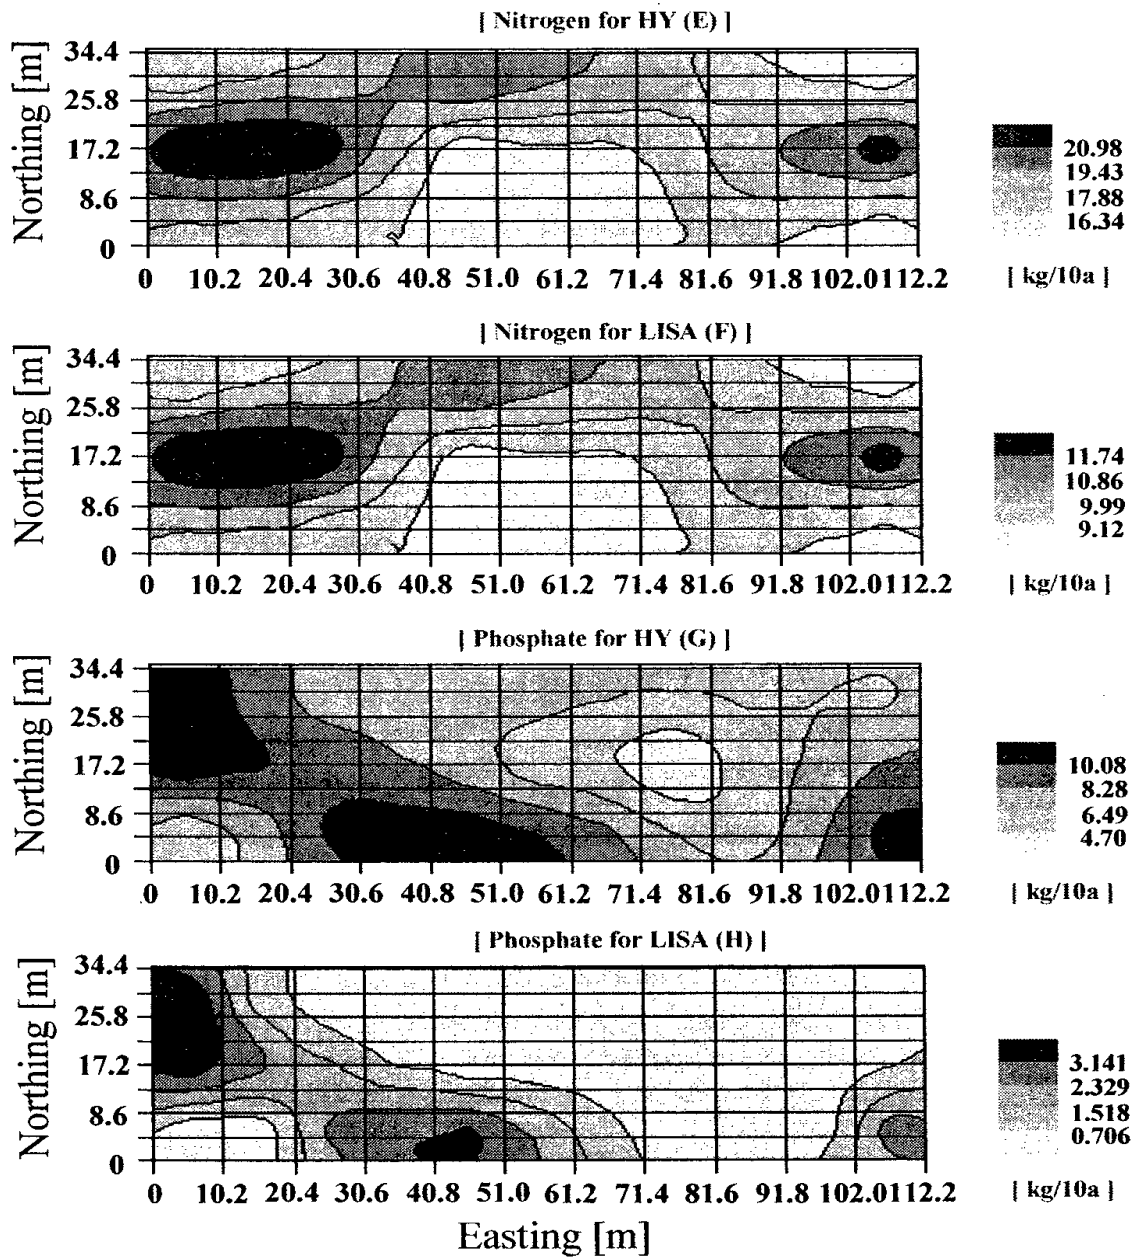 [ Nitrogen for HY (E) ]
Northing [m]
34.4
25.8
17.2
8.6
0
0 10.2 20.4 30.6 40.8 51.0 61.2 71.4 81.6 91.8 102.0112.2
20.98
19.43
17.88
16.34
[ kg/10a ]
[ Nitrogen for LISA (F) ]
Northing [m]
34.4
25.8
17.2
8.6
0
0 10.2 20.4 30.6 40.8 51.0 61.2 71.4 81.6 91.8 102.0112.2
11.74
10.86
9.99
9.12
[ kg/10a ]
[ Phosphate for HY (G) ]
Northing [m]
34.4
25.8
17.2
8.6
0
.0 10.2 20.4 30.6 40.8 51.0 61.2 71.4 81.6 91.8 102.0112.2
10.08
8.28
6.49
4.70
[ kg/10a ]
[ Phosphate for LISA (H) ]
Northing [m]
34.4
25.8
17.2
8.6
0
0 10.2 20.4 30.6 40.8 51.0 61.2 71.4 81.6 91.8 102.0112.2
3.141
2.329
1.518
0.706
[ kg/10a ]
Easting [m]